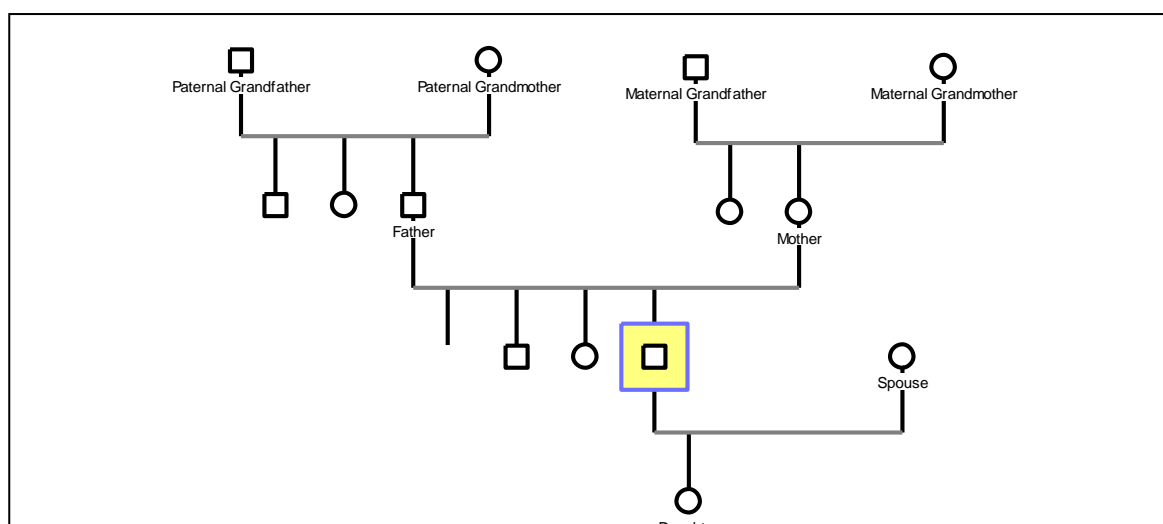 Paternal Grandfather
Paternal Grandmother
Maternal Grandfather
Maternal Grandmother
Father
Mother
Spouse